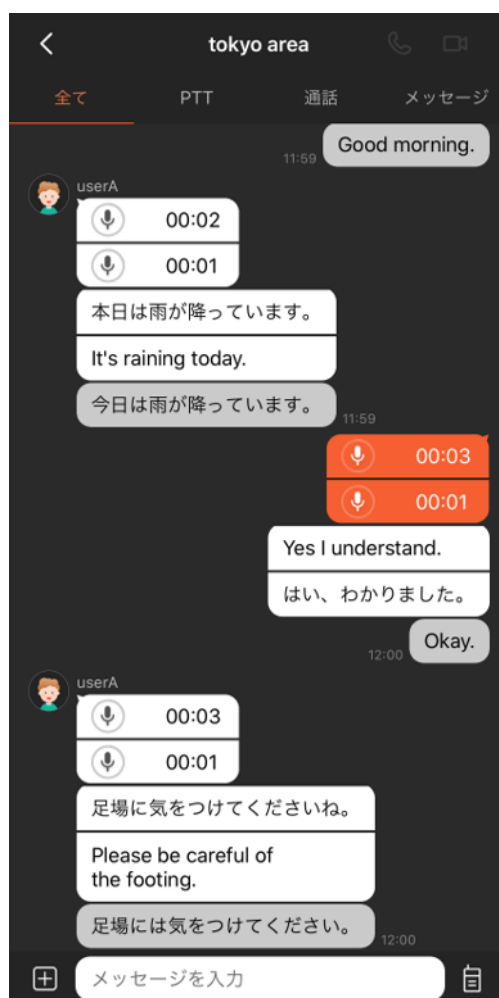 tokyo area
全て PTT 通話 メッセージ
Good morning.
11:59
userA
00:02
00:01
本日は雨が降っています。
It's raining today.
今日は雨が降っています。
11:59
00:03
00:01
Yes I understand.
はい、わかりました。
Okay.
12:00
userA
00:03
00:01
足場に気をつけてくださいね。
Please be careful of
the footing.
足場には気をつけてください。
12:00
メッセージを入力